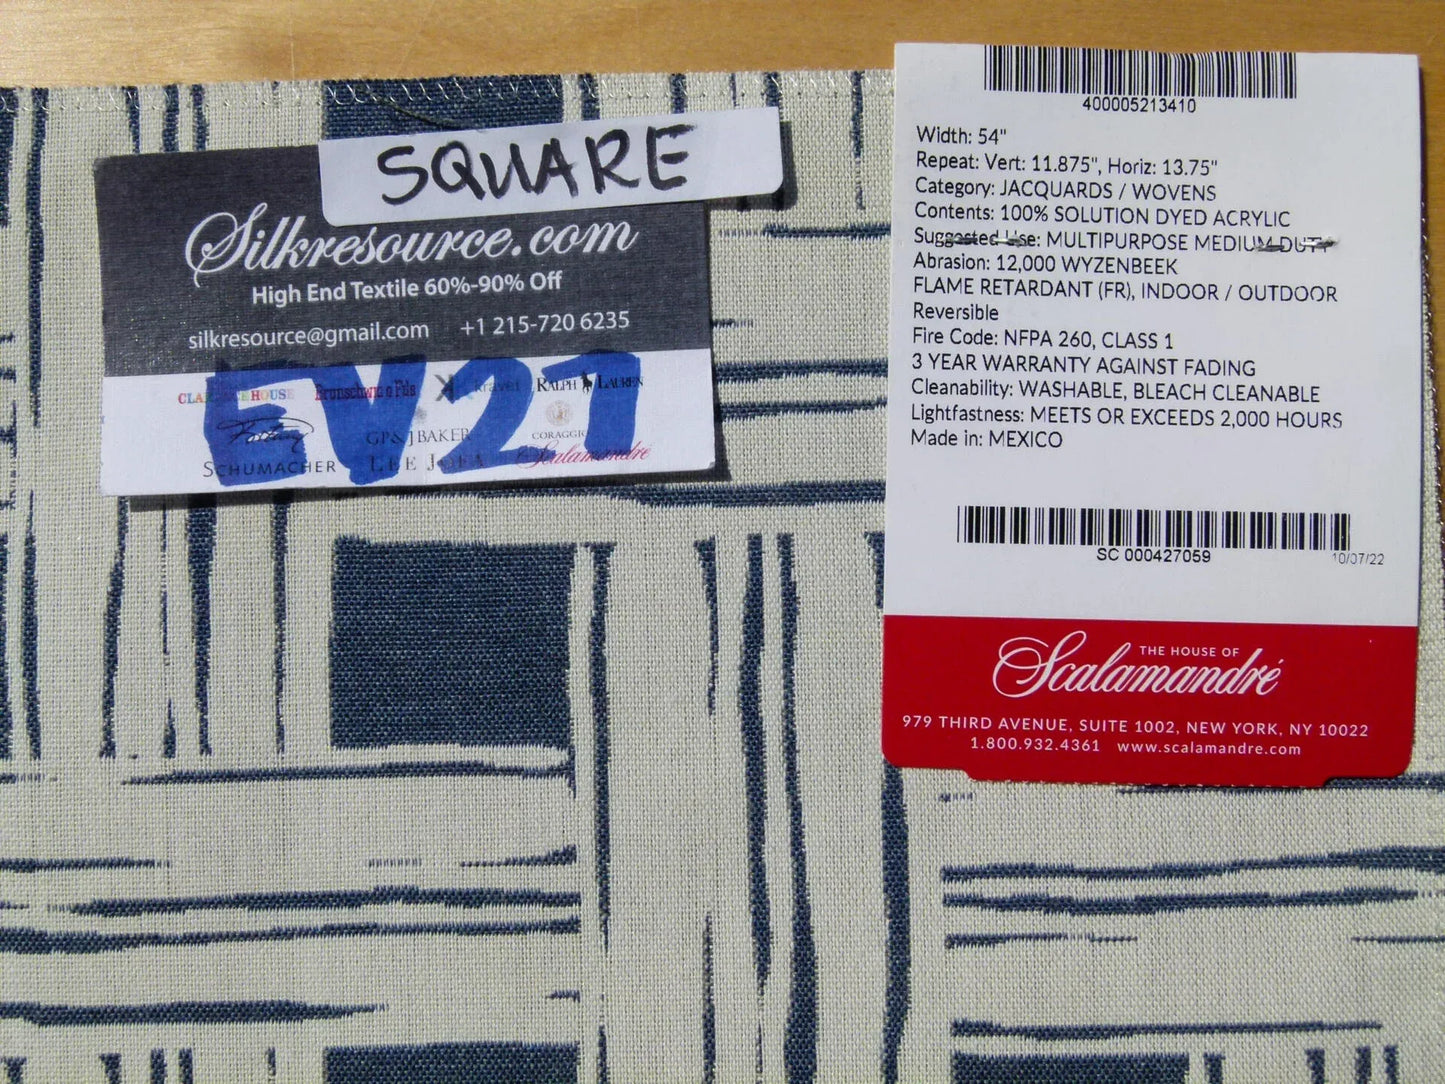 SQUARE
Silkresource.com
High End Textile 60%-90% Off
silkresource@gmail.com +1 215-720 6235
EV21
Brunschwig & Fils Kravet RALPH LAUREN
GP & J BAKER CORAGGIO
SCHUMACHER LEE JOFA Scalamandré
400005213410
Width: 54"
Repeat: Vert: 11.875", Horiz: 13.75"
Category: JACQUARDS / WOVENS
Contents: 100% SOLUTION DYED ACRYLIC
Suggested Use: MULTIPURPOSE MEDIUM DUTY
Abrasion: 12,000 WYZENBEEK
FLAME RETARDANT (FR), INDOOR / OUTDOOR
Reversible
Fire Code: NFPA 260, CLASS 1
3 YEAR WARRANTY AGAINST FADING
Cleanability: WASHABLE, BLEACH CLEANABLE
Lightfastness: MEETS OR EXCEEDS 2,000 HOURS
Made in: MEXICO
SC 000427059 10/07/22
THE HOUSE OF
Scalamandré
979 THIRD AVENUE, SUITE 1002, NEW YORK, NY 10022
1.800.932.4361 www.scalamandre.com